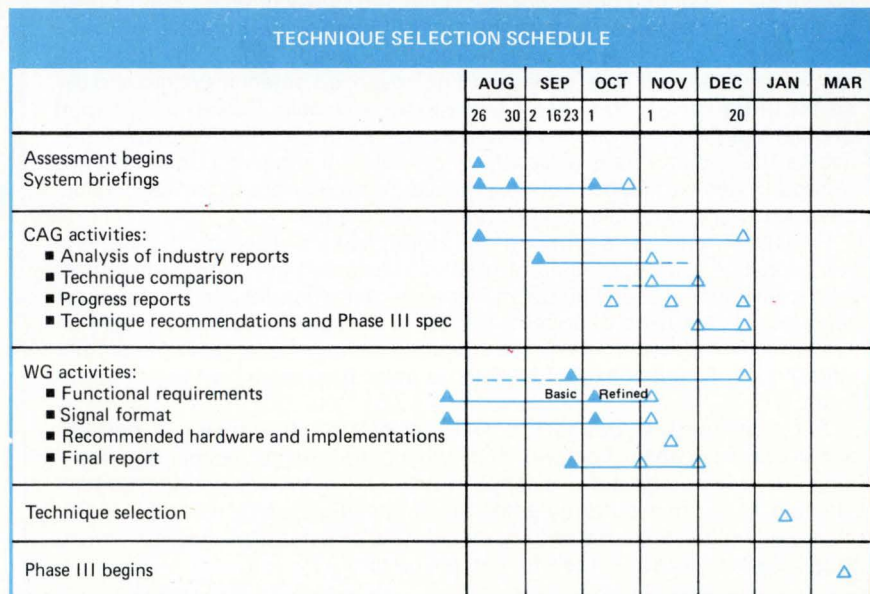 TECHNIQUE SELECTION SCHEDULE
AUG SEP OCT NOV DEC JAN MAR
26 30 2 16 23 1 1 20
Assessment begins
System briefings
CAG activities:
■ Analysis of industry reports
■ Technique comparison
■ Progress reports
■ Technique recommendations and Phase III spec
WG activities:
■ Functional requirements Basic Refined
■ Signal format
■ Recommended hardware and implementations
■ Final report
Technique selection
Phase III begins